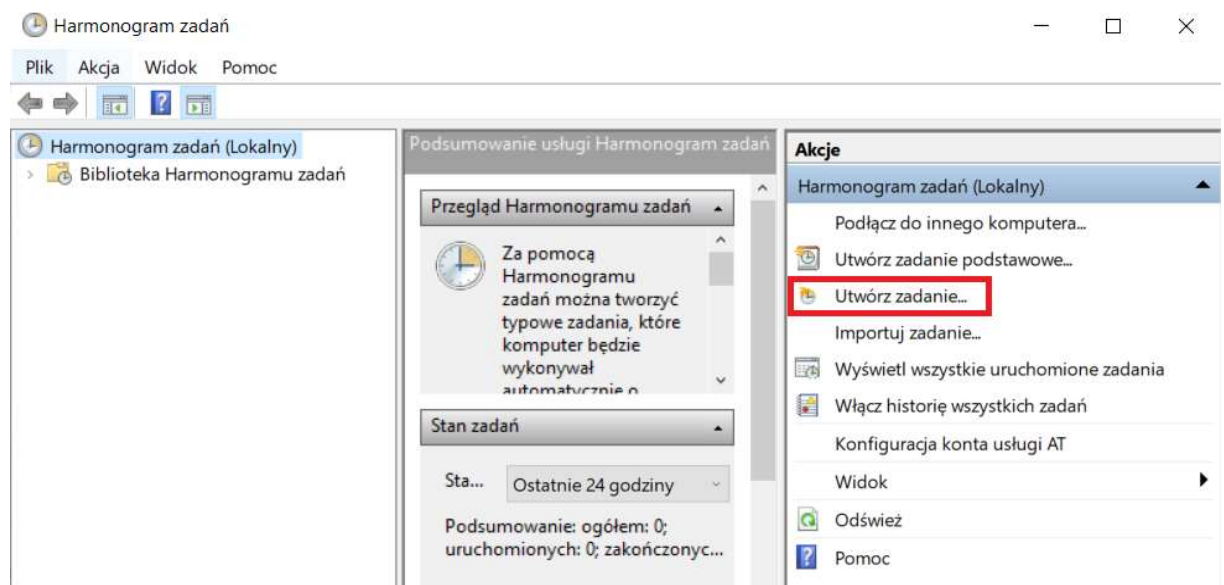 Harmonogram zadań
Plik Akcja Widok Pomoc
Harmonogram zadań (Lokalny)
Biblioteka Harmonogramu zadań
Podsumowanie usługi Harmonogram zadań
Przegląd Harmonogramu zadań
Za pomocą
Harmonogramu
zadań można tworzyć
typowe zadania, które
komputer będzie
wykonywał
automatycznie o
Stan zadań
Sta... Ostatnie 24 godziny
Podsumowanie: ogółem: 0;
uruchomionych: 0; zakończonyc...
Akcje
Harmonogram zadań (Lokalny)
Podłącz do innego komputera...
Utwórz zadanie podstawowe...
Utwórz zadanie...
Importuj zadanie...
Wyświetl wszystkie uruchomione zadania
Włącz historię wszystkich zadań
Konfiguracja konta usługi AT
Widok
Odśwież
Pomoc